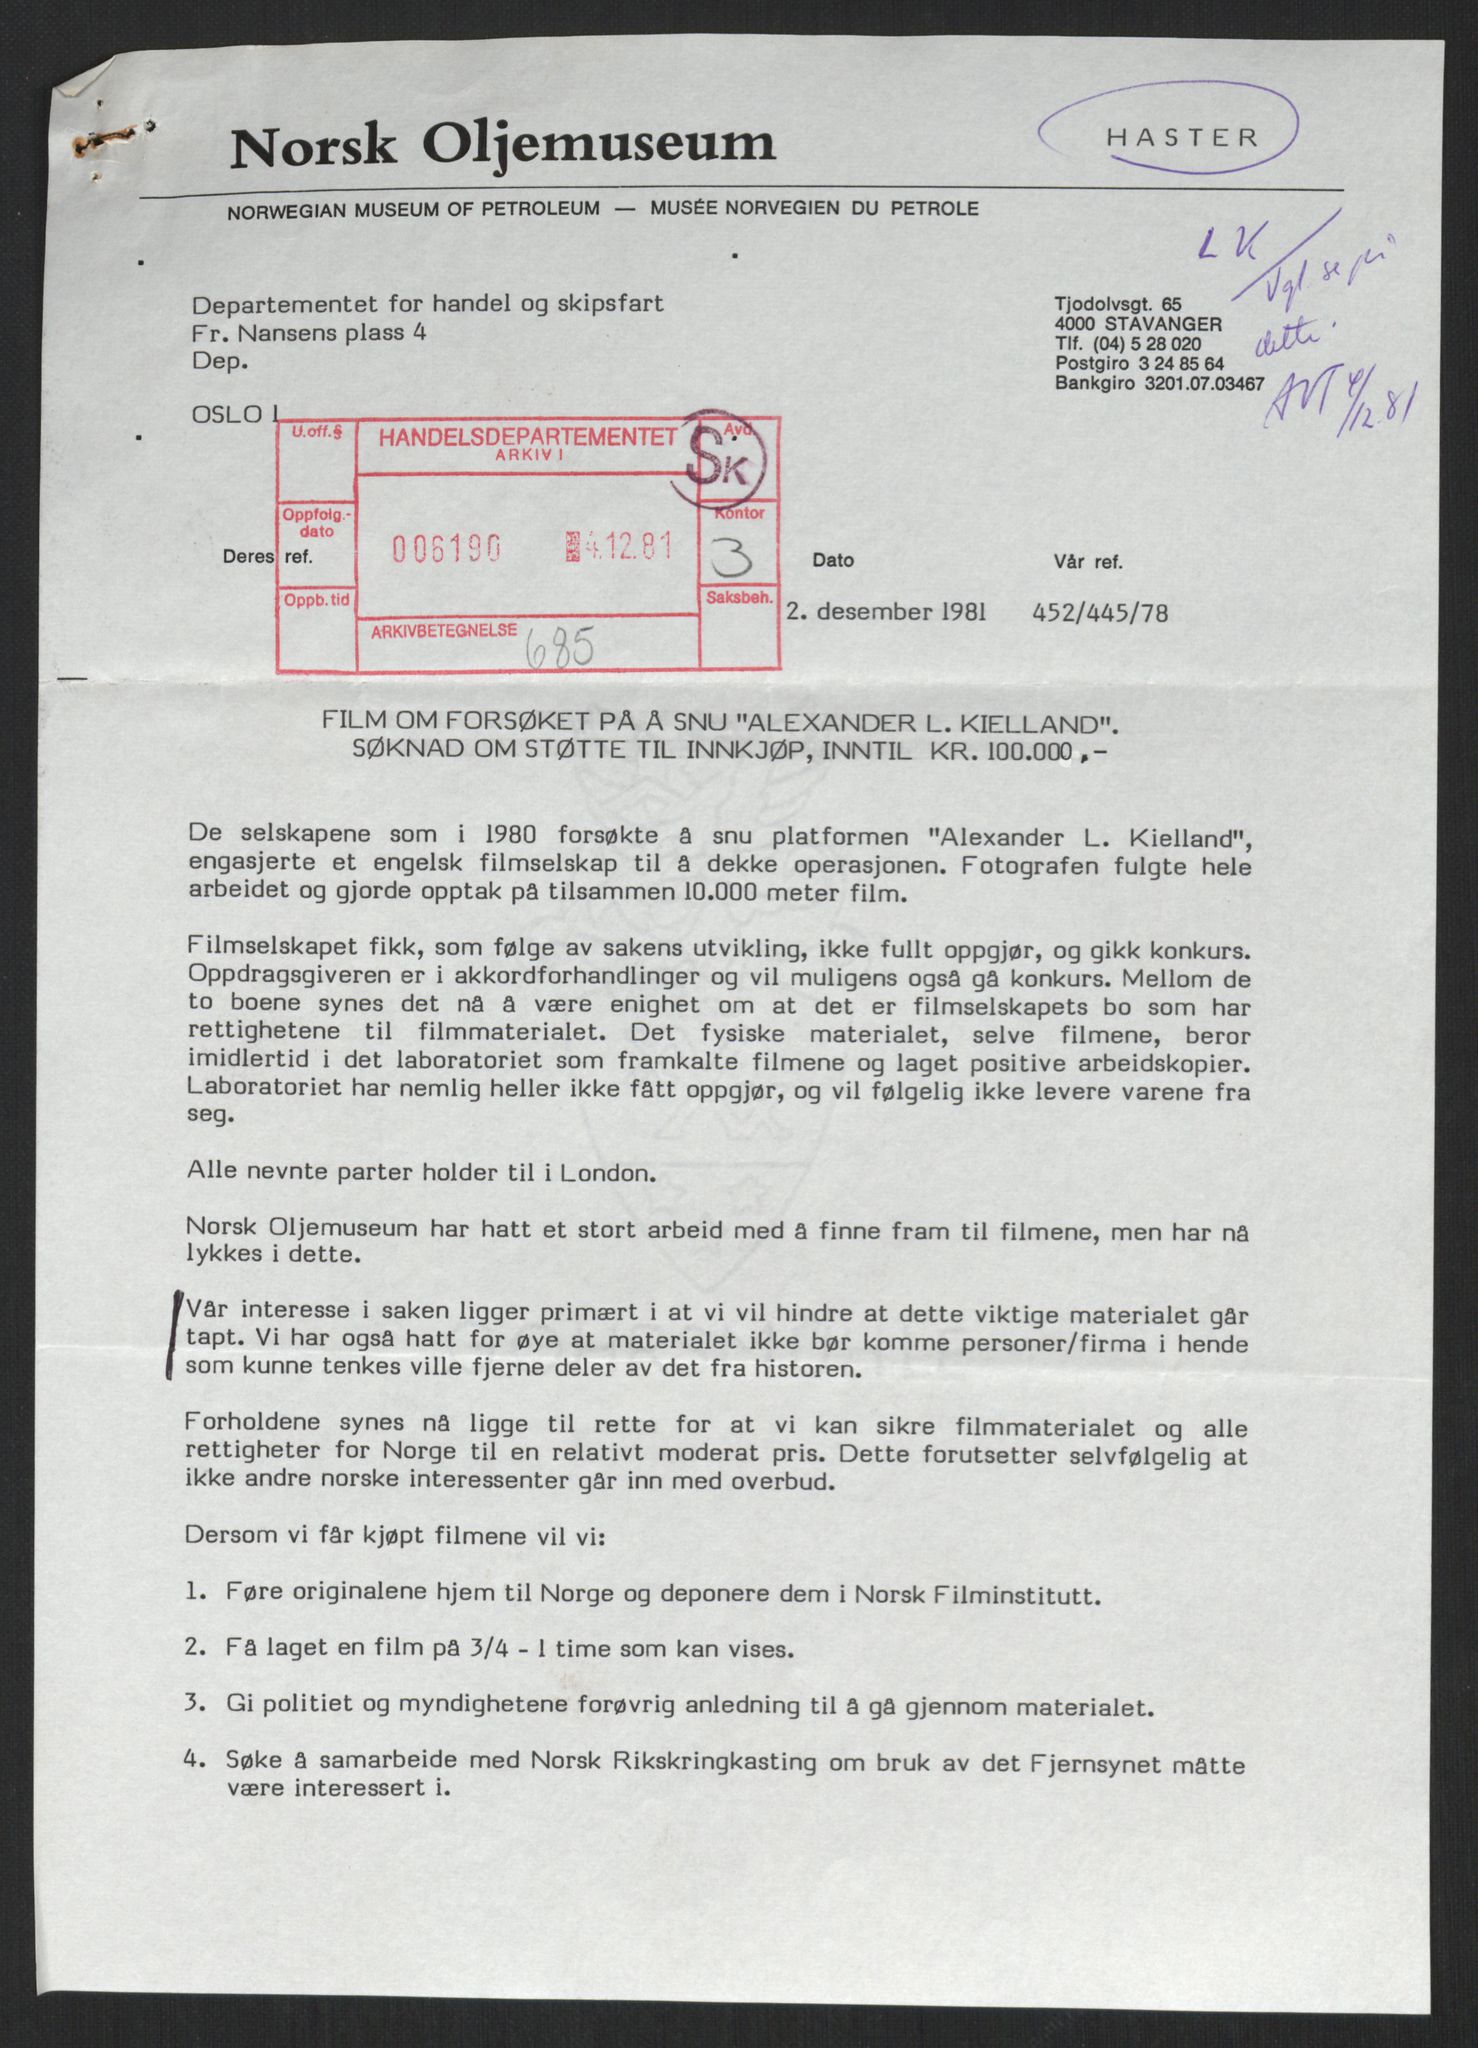 Norsk Oljemuseum
HASTER
NORWEGIAN MUSEUM OF PETROLEUM — MUSÉE NORVEGIEN DU PETROLE
LK
Vgl se på
dette.
AVT 4/12.81
Departementet for handel og skipsfart
Fr. Nansens plass 4
Dep.
OSLO 1
Tjodolvsgt. 65
4000 STAVANGER
Tlf. (04) 5 28 020
Postgiro 3 24 85 64
Bankgiro 3201.07.03467
U.off.§
HANDELSDEPARTEMENTET
ARKIV I
Avd.
SK
Oppfølg.-
dato
006190 4.12.81
Kontor
3
Oppb.tid
Saksbeh.
ARKIVBETEGNELSE
685
Deres ref.
Dato
Vår ref.
2. desember 1981
452/445/78
FILM OM FORSØKET PÅ Å SNU "ALEXANDER L. KIELLAND".
SØKNAD OM STØTTE TIL INNKJØP, INNTIL KR. 100.000,-
De selskapene som i 1980 forsøkte å snu platformen "Alexander L. Kielland",
engasjerte et engelsk filmselskap til å dekke operasjonen. Fotografen fulgte hele
arbeidet og gjorde opptak på tilsammen 10.000 meter film.
Filmselskapet fikk, som følge av sakens utvikling, ikke fullt oppgjør, og gikk konkurs.
Oppdragsgiveren er i akkordforhandlinger og vil muligens også gå konkurs. Mellom de
to boene synes det nå å være enighet om at det er filmselskapets bo som har
rettighetene til filmmaterialet. Det fysiske materialet, selve filmene, beror
imidlertid i det laboratoriet som framkalte filmene og laget positive arbeidskopier.
Laboratoriet har nemlig heller ikke fått oppgjør, og vil følgelig ikke levere varene fra
seg.
Alle nevnte parter holder til i London.
Norsk Oljemuseum har hatt et stort arbeid med å finne fram til filmene, men har nå
lykkes i dette.
Vår interesse i saken ligger primært i at vi vil hindre at dette viktige materialet går
tapt. Vi har også hatt for øye at materialet ikke bør komme personer/firma i hende
som kunne tenkes ville fjerne deler av det fra historen.
Forholdene synes nå ligge til rette for at vi kan sikre filmmaterialet og alle
rettigheter for Norge til en relativt moderat pris. Dette forutsetter selvfølgelig at
ikke andre norske interessenter går inn med overbud.
Dersom vi får kjøpt filmene vil vi:
1. Føre originalene hjem til Norge og deponere dem i Norsk Filminstitutt.
2. Få laget en film på 3/4 - 1 time som kan vises.
3. Gi politiet og myndighetene forøvrig anledning til å gå gjennom materialet.
4. Søke å samarbeide med Norsk Rikskringkasting om bruk av det Fjernsynet måtte
være interessert i.